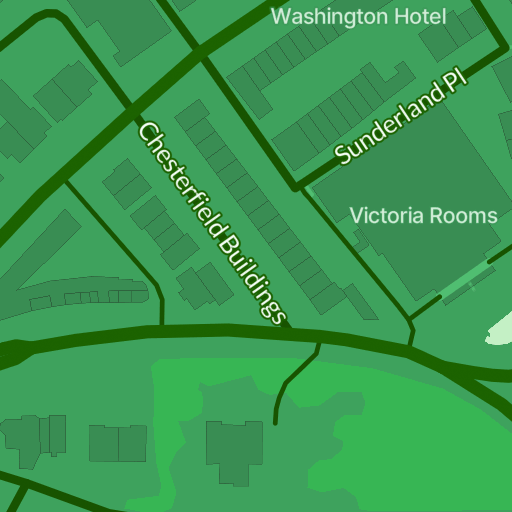 Washington Hotel
Sunderland Pl
Chesterfield Buildings
Victoria Rooms